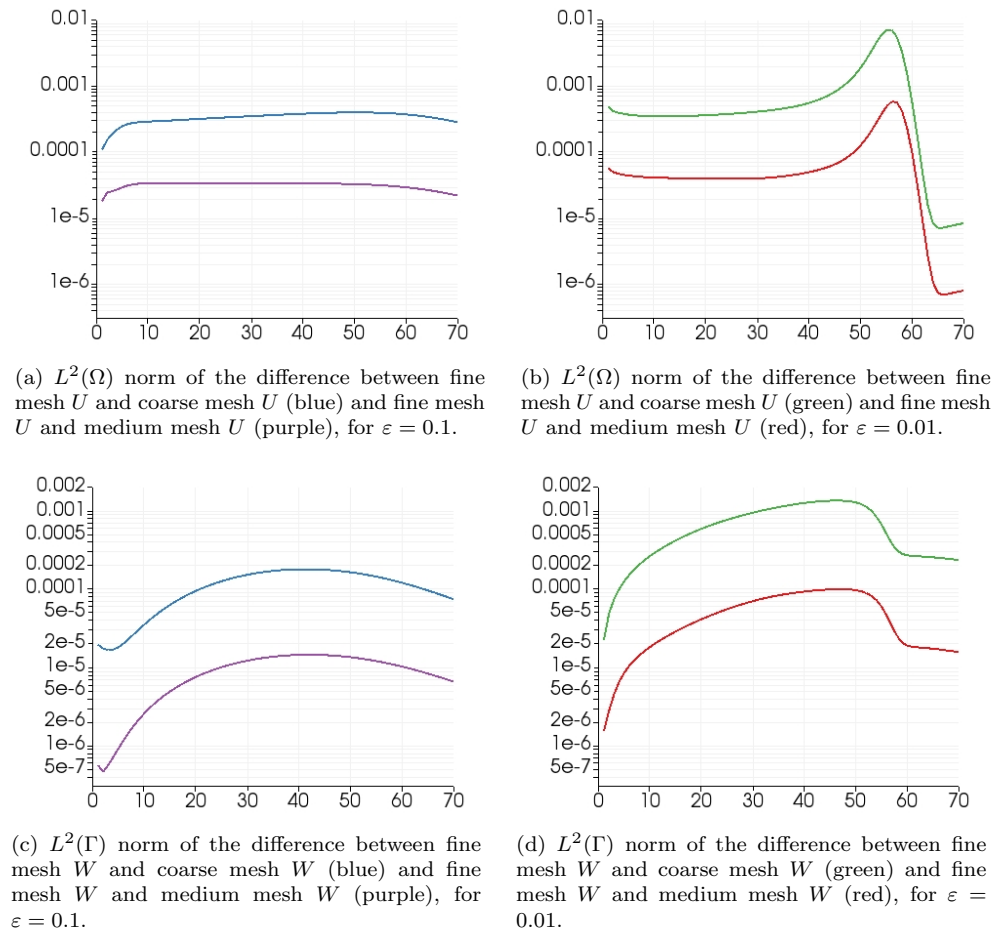 0.01
0.001
0.0001
1e-5
1e-6
0 10 20 30 40 50 60 70
(a) L²(Ω) norm of the difference between fine
mesh U and coarse mesh U (blue) and fine mesh
U and medium mesh U (purple), for ε = 0.1.
0.01
0.001
0.0001
1e-5
1e-6
0 10 20 30 40 50 60 70
(b) L²(Ω) norm of the difference between fine
mesh U and coarse mesh U (green) and fine mesh
U and medium mesh U (red), for ε = 0.01.
0.002
0.001
0.0005
0.0002
0.0001
5e-5
2e-5
1e-5
5e-6
2e-6
1e-6
5e-7
0 10 20 30 40 50 60 70
(c) L²(Γ) norm of the difference between fine
mesh W and coarse mesh W (blue) and fine
mesh W and medium mesh W (purple), for
ε = 0.1.
0.002
0.001
0.0005
0.0002
0.0001
5e-5
2e-5
1e-5
5e-6
2e-6
1e-6
5e-7
0 10 20 30 40 50 60 70
(d) L²(Γ) norm of the difference between fine
mesh W and coarse mesh W (green) and fine
mesh W and medium mesh W (red), for ε =
0.01.